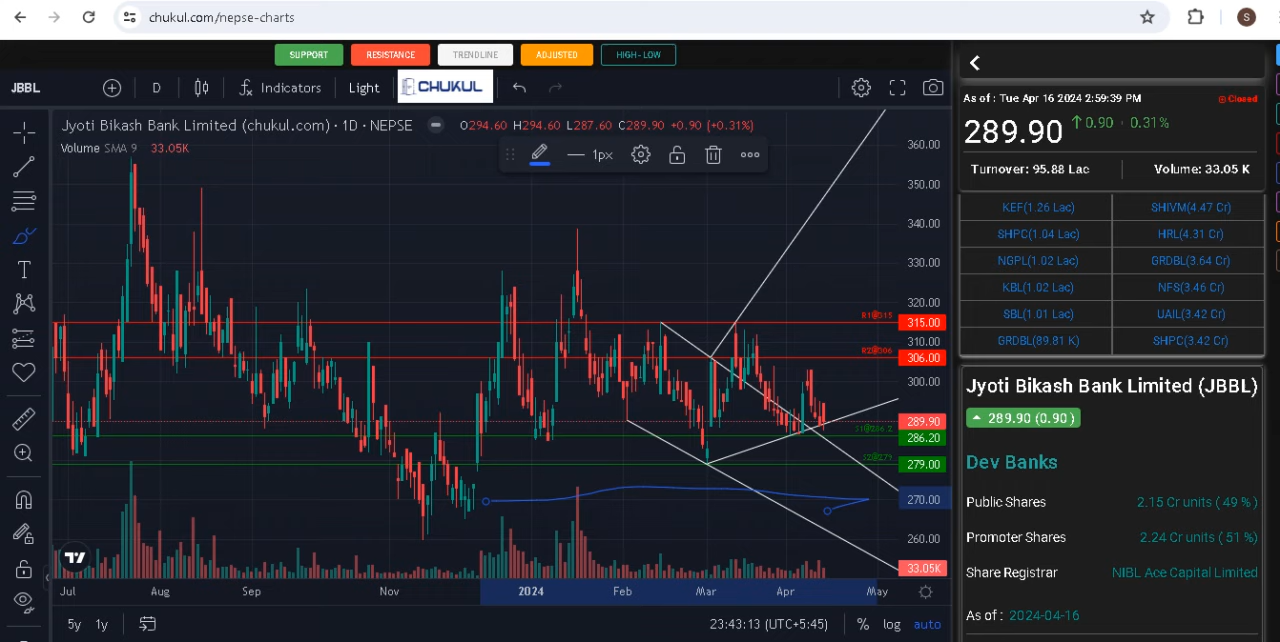 chukul.com/nepse-charts
S
SUPPORT RESISTANCE TRENDLINE ADJUSTED HIGH-LOW
JBBL D Indicators Light CHUKUL
Jyoti Bikash Bank Limited (chukul.com) · 1D · NEPSE O294.60 H294.60 L287.60 C289.90 +0.90 (+0.31%)
Volume SMA 9 33.05K
1px
T
360.00
350.00
340.00
330.00
320.00
R1@315 315.00
310.00
R2@306 306.00
300.00
289.90
S1@286.2 286.20
S2@279 279.00
270.00
260.00
33.05K
Jul Aug Sep Nov 2024 Feb Mar Apr May
5y 1y 23:43:13 (UTC+5:45) % log auto
As of : Tue Apr 16 2024 2:59:39 PM Closed
289.90 ↑ 0.90 · 0.31%
Turnover: 95.88 Lac Volume: 33.05 K
KEF(1.26 Lac) SHIVM(4.47 Cr)
SHPC(1.04 Lac) HRL(4.31 Cr)
NGPL(1.02 Lac) GRDBL(3.64 Cr)
KBL(1.02 Lac) NFS(3.46 Cr)
SBL(1.01 Lac) UAIL(3.42 Cr)
GRDBL(89.81 K) SHPC(3.42 Cr)
Jyoti Bikash Bank Limited (JBBL)
289.90 (0.90 )
Dev Banks
Public Shares 2.15 Cr units ( 49 %)
Promoter Shares 2.24 Cr units ( 51 %)
Share Registrar NIBL Ace Capital Limited
As of : 2024-04-16